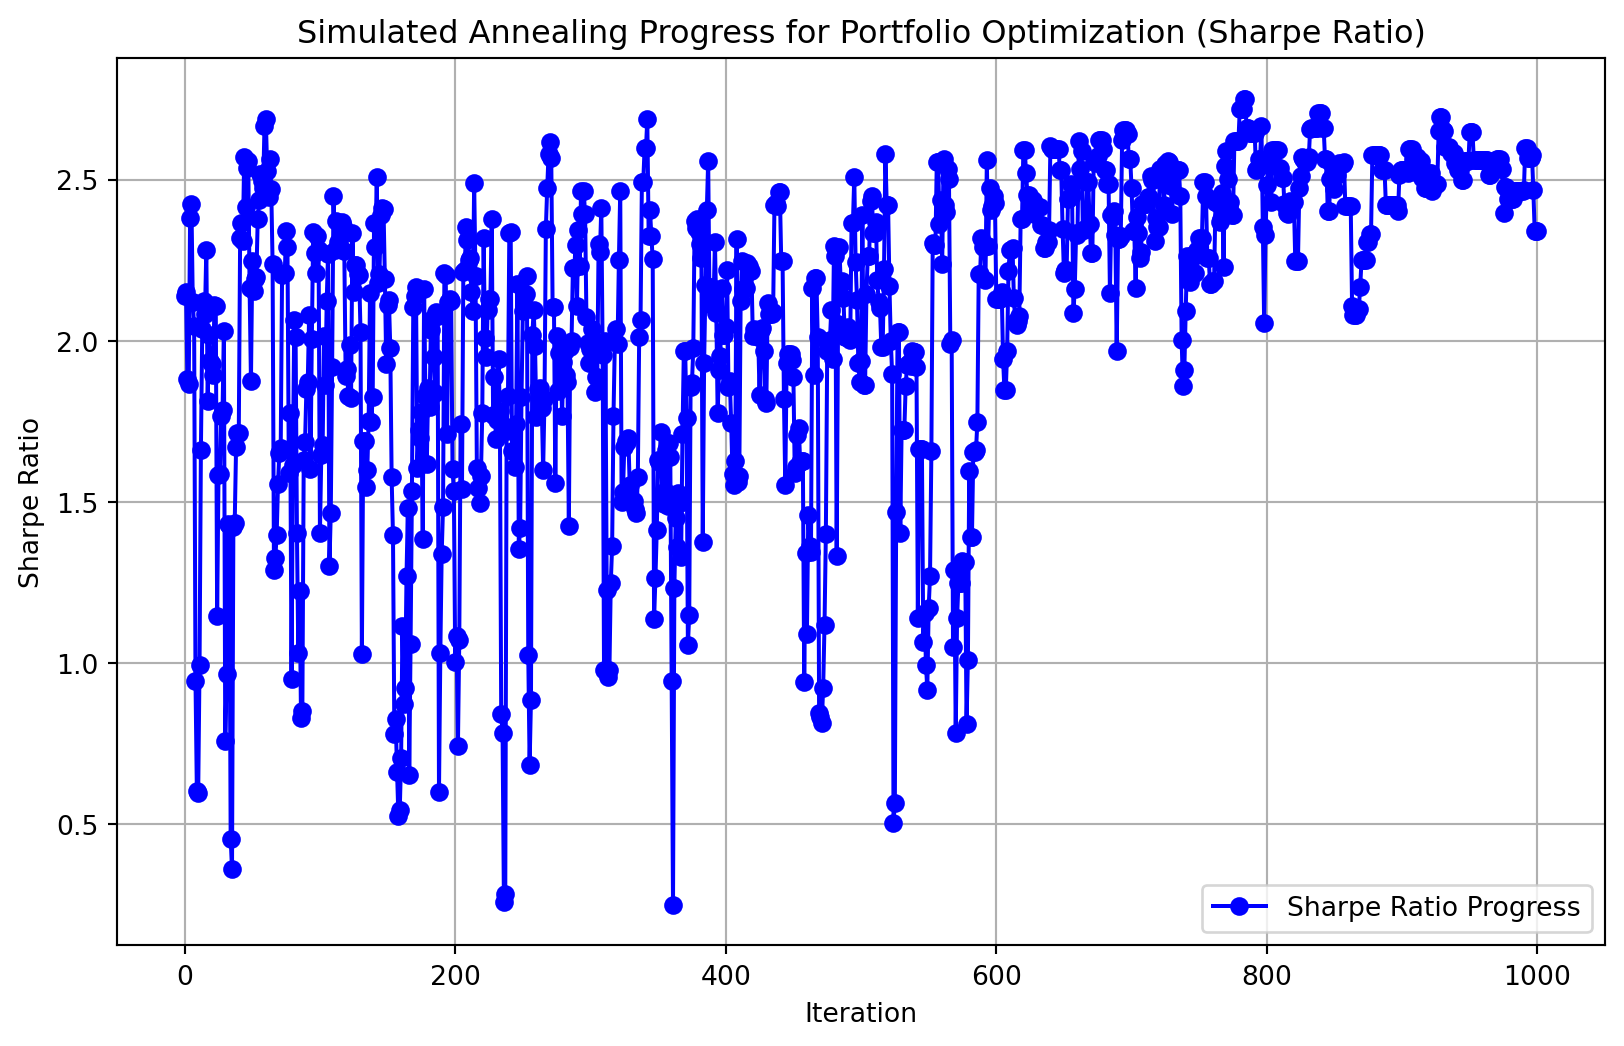 Simulated Annealing Progress for Portfolio Optimization (Sharpe Ratio)
Sharpe Ratio
2.5
2.0
1.5
1.0
0.5
Sharpe Ratio Progress
0 200 400 600 800 1000
Iteration